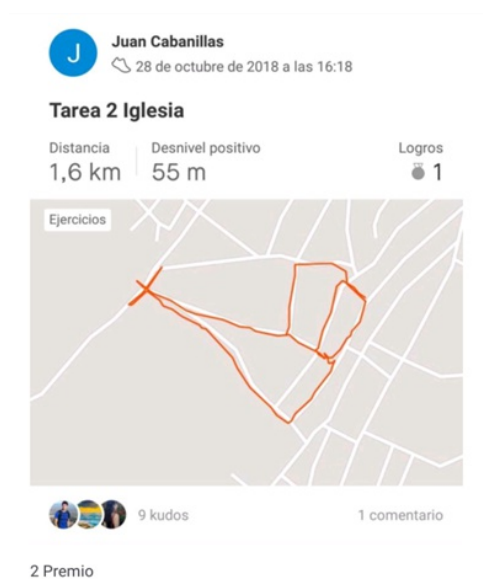 J
Juan Cabanillas
28 de octubre de 2018 a las 16:18
Tarea 2 Iglesia
Distancia
Desnivel positivo
Logros
1,6 km
55 m
1
Ejercicios
9 kudos
1 comentario
2 Premio